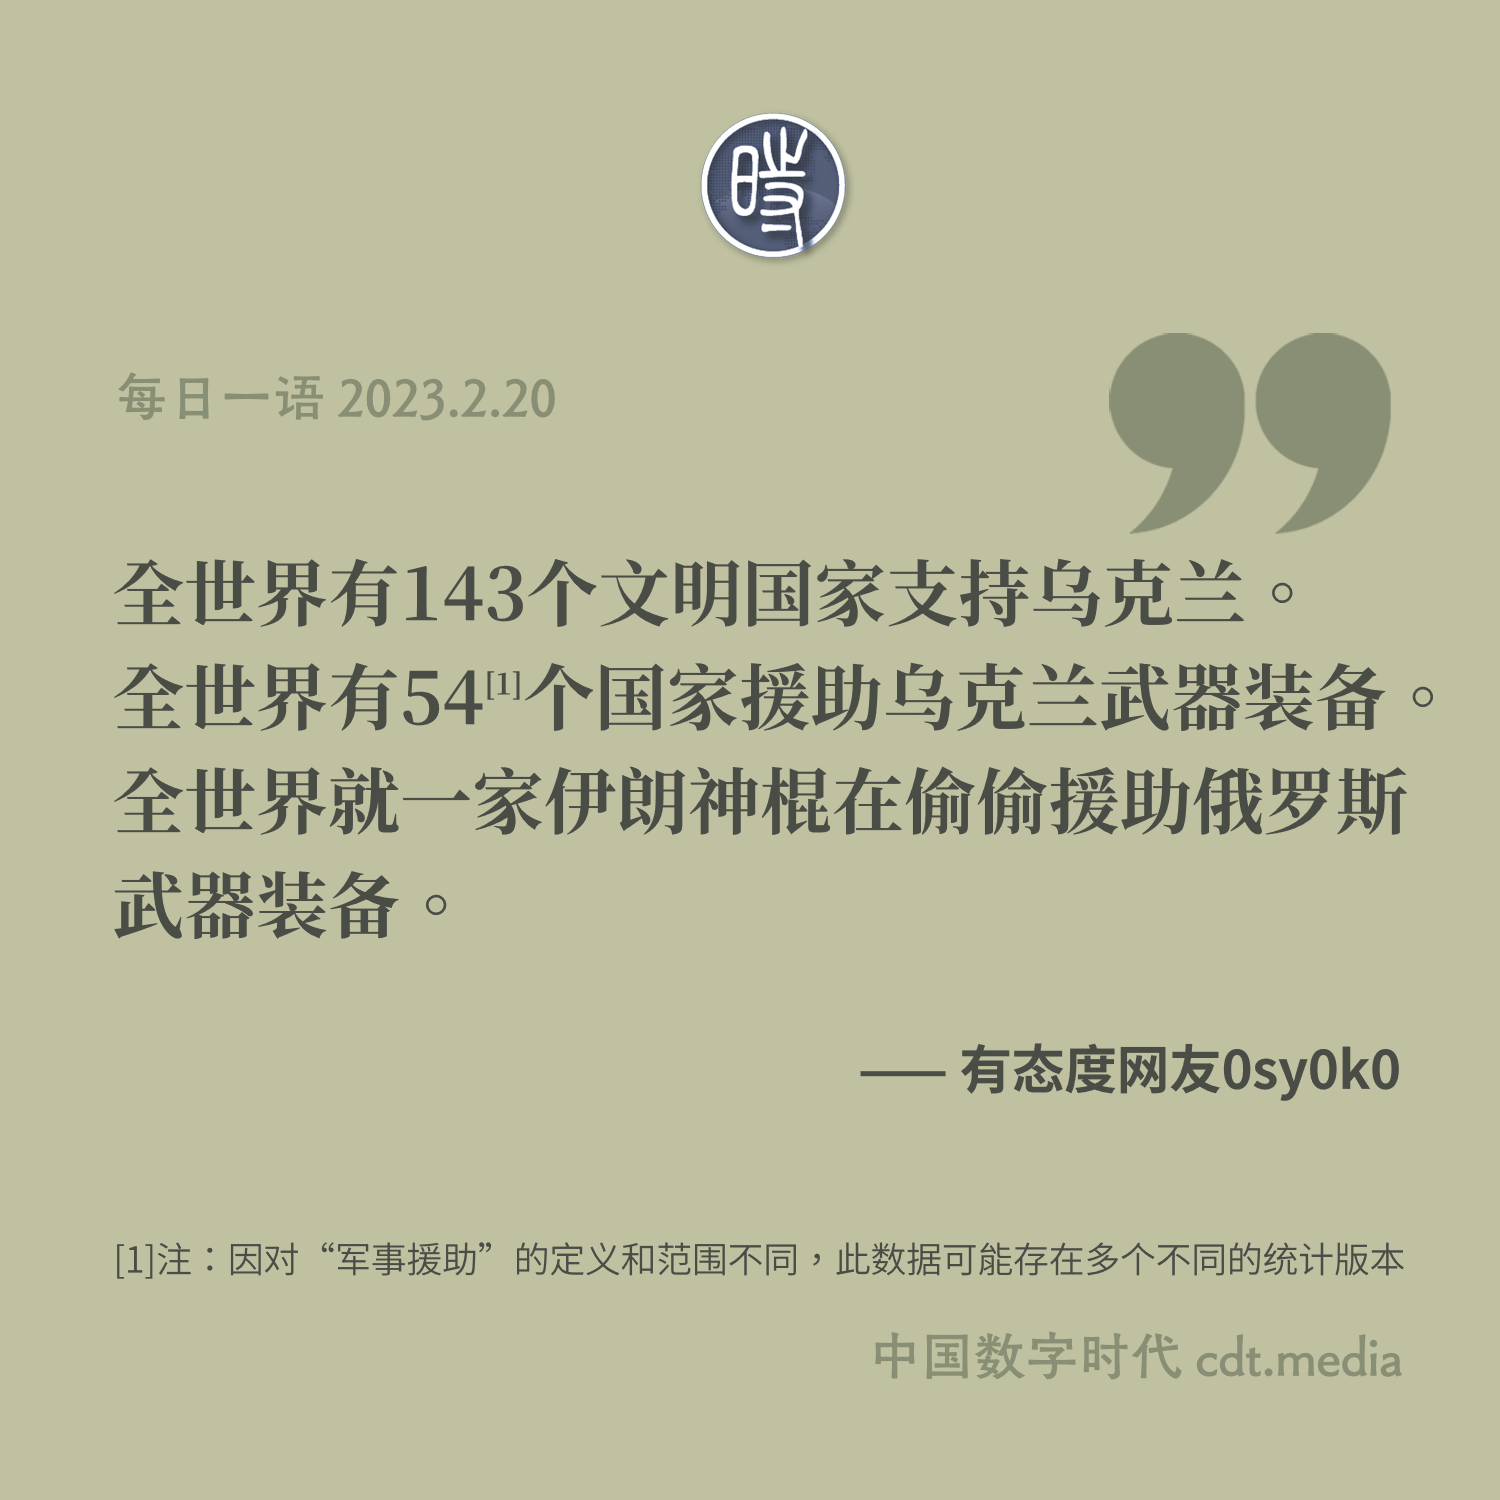 時
每日一语 2023.2.20
全世界有143个文明国家支持乌克兰。
全世界有54[1]个国家援助乌克兰武器装备。
全世界就一家伊朗神棍在偷偷援助俄罗斯
武器装备。
—— 有态度网友0sy0k0
[1]注：因对“军事援助”的定义和范围不同，此数据可能存在多个不同的统计版本
中国数字时代 cdt.media